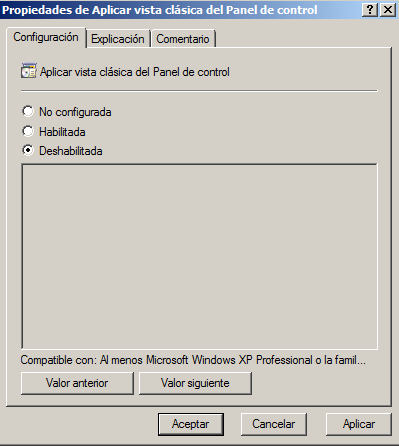 Propiedades de Aplicar vista clásica del Panel de control
Configuración Explicación Comentario
Aplicar vista clásica del Panel de control
No configurada
Habilitada
Deshabilitada
Compatible con: Al menos Microsoft Windows XP Professional o la famil...
Valor anterior Valor siguiente
Aceptar Cancelar Aplicar